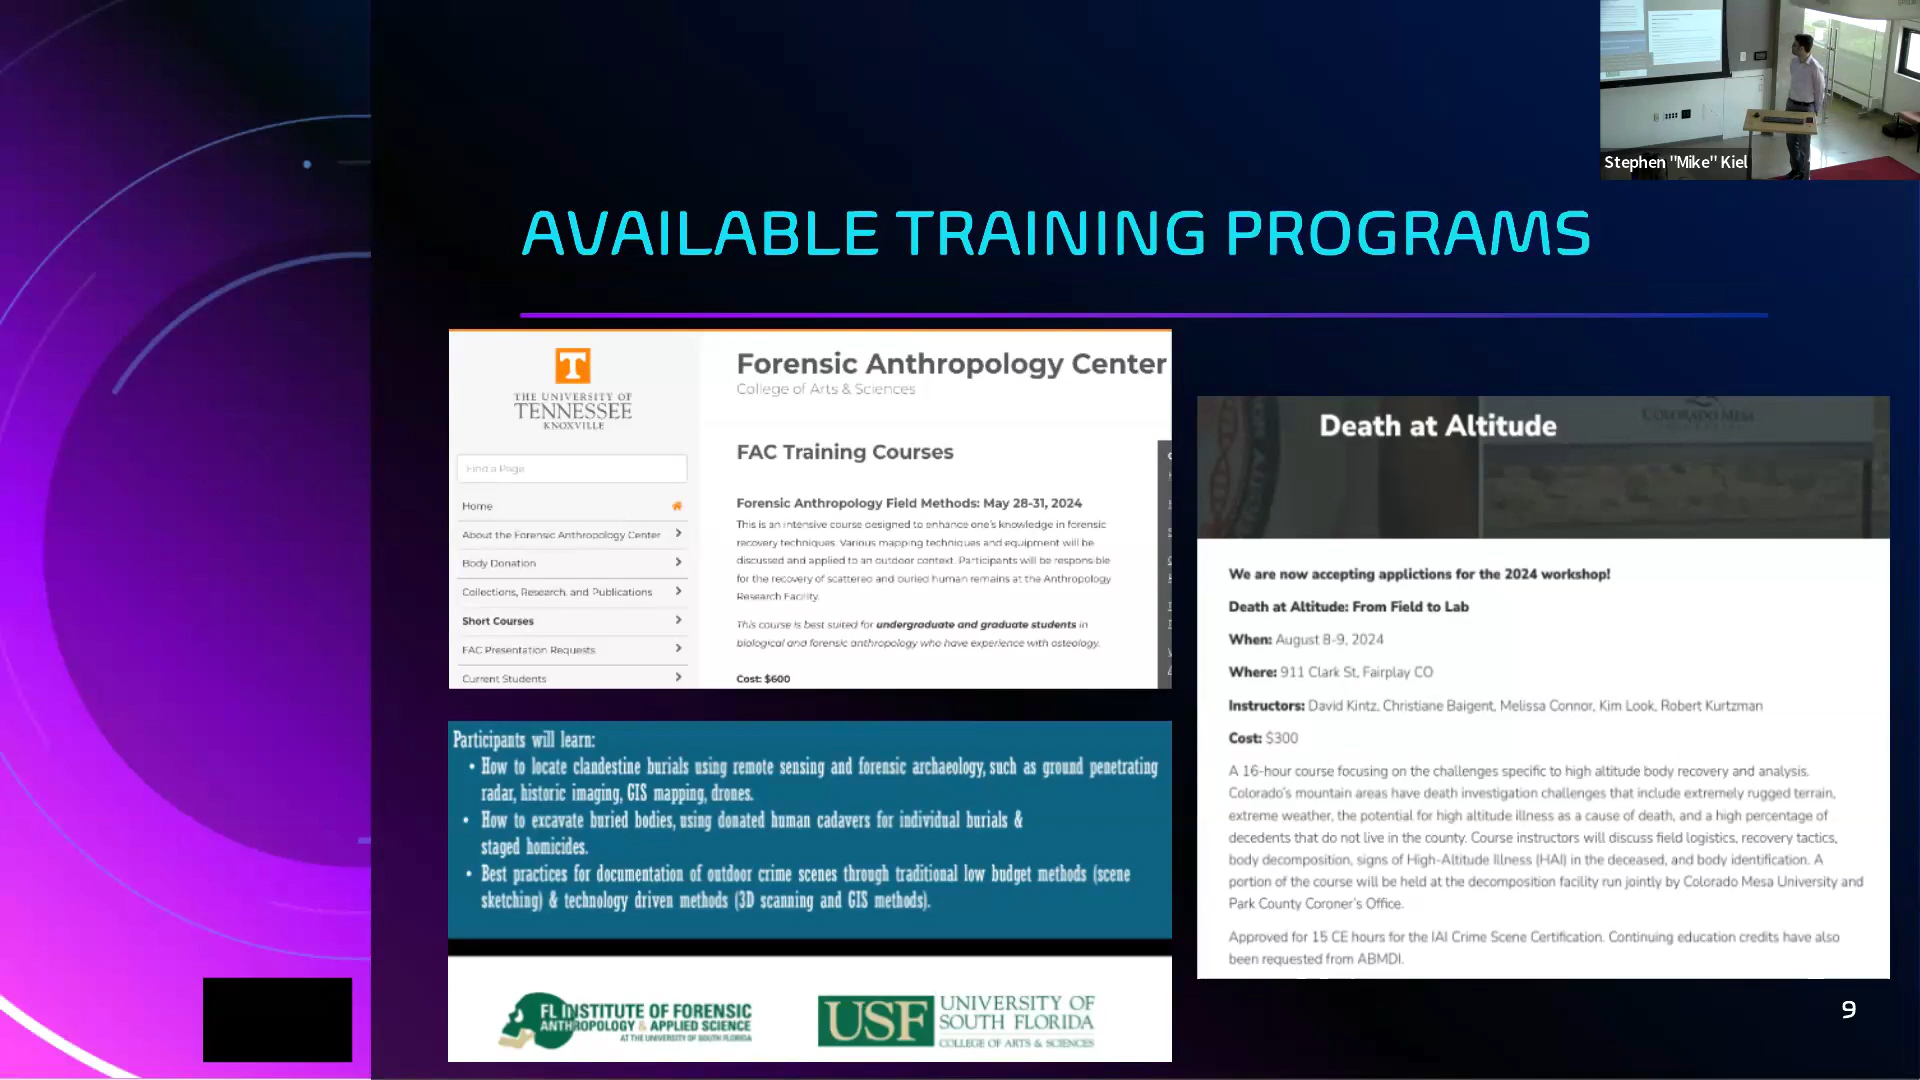 Stephen "Mike" Kiel
AVAILABLE TRAINING PROGRAMS
THE UNIVERSITY OF
TENNESSEE
KNOXVILLE
Find a Page
Home
About the Forensic Anthropology Center
Body Donation
Collections, Research, and Publications
Short Courses
FAC Presentation Requests
Current Students
Forensic Anthropology Center
College of Arts & Sciences
FAC Training Courses
Forensic Anthropology Field Methods: May 28-31, 2024
This is an intensive course designed to enhance one's knowledge in forensic
recovery techniques. Various mapping techniques and equipment will be
discussed and applied to an outdoor context. Participants will be responsible
for the recovery of scattered and buried human remains at the Anthropology
Research Facility.
This course is best suited for undergraduate and graduate students in
biological and forensic anthropology who have experience with osteology.
Cost: $600
Participants will learn:
• How to locate clandestine burials using remote sensing and forensic archaeology, such as ground penetrating
radar, historic imaging, GIS mapping, drones.
• How to excavate buried bodies, using donated human cadavers for individual burials &
staged homicides.
• Best practices for documentation of outdoor crime scenes through traditional low budget methods (scene
sketching) & technology driven methods (3D scanning and GIS methods).
FL INSTITUTE OF FORENSIC
ANTHROPOLOGY & APPLIED SCIENCE
AT THE UNIVERSITY OF SOUTH FLORIDA
USF
UNIVERSITY OF
SOUTH FLORIDA
COLLEGE OF ARTS & SCIENCES
COLORADO MESA
Death at Altitude
We are now accepting applictions for the 2024 workshop!
Death at Altitude: From Field to Lab
When: August 8-9, 2024
Where: 911 Clark St, Fairplay CO
Instructors: David Kintz, Christiane Baigent, Melissa Connor, Kim Look, Robert Kurtzman
Cost: $300
A 16-hour course focusing on the challenges specific to high altitude body recovery and analysis.
Colorado's mountain areas have death investigation challenges that include extremely rugged terrain,
extreme weather, the potential for high altitude illness as a cause of death, and a high percentage of
decedents that do not live in the county. Course instructors will discuss field logistics, recovery tactics,
body decomposition, signs of High-Altitude Illness (HAI) in the deceased, and body identification. A
portion of the course will be held at the decomposition facility run jointly by Colorado Mesa University and
Park County Coroner's Office.
Approved for 15 CE hours for the IAI Crime Scene Certification. Continuing education credits have also
been requested from ABMDI.
9